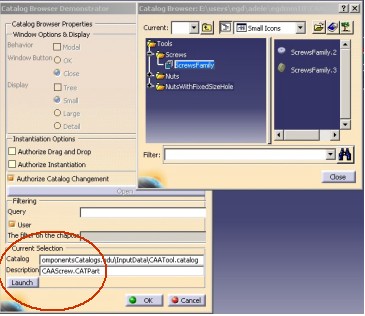 Catalog Browser Demonstrator
Catalog Browser Properties
Window Options & Display
Behavior
Modal
Window Button
OK
Close
Display
Tree
Small
Large
Detail
Instantiation Options
Authorize Drag and Drop
Authorize Instantiation
Authorize Catalog Changement
Open
Filtering
Query
User
The filter on the chapter
Current Selection
Catalog
omponentsCatalogs.edu\InputData\CAATool.catalog
Description
CAAScrew.CATPart
Launch
OK
Cancel
Catalog Browser:
Current:
Small Icons
Tools
Screws
ScrewsFamily
Nuts
NutsWithFixedSizeHole
ScrewsFamily.2
ScrewsFamily.3
Filter:
Close